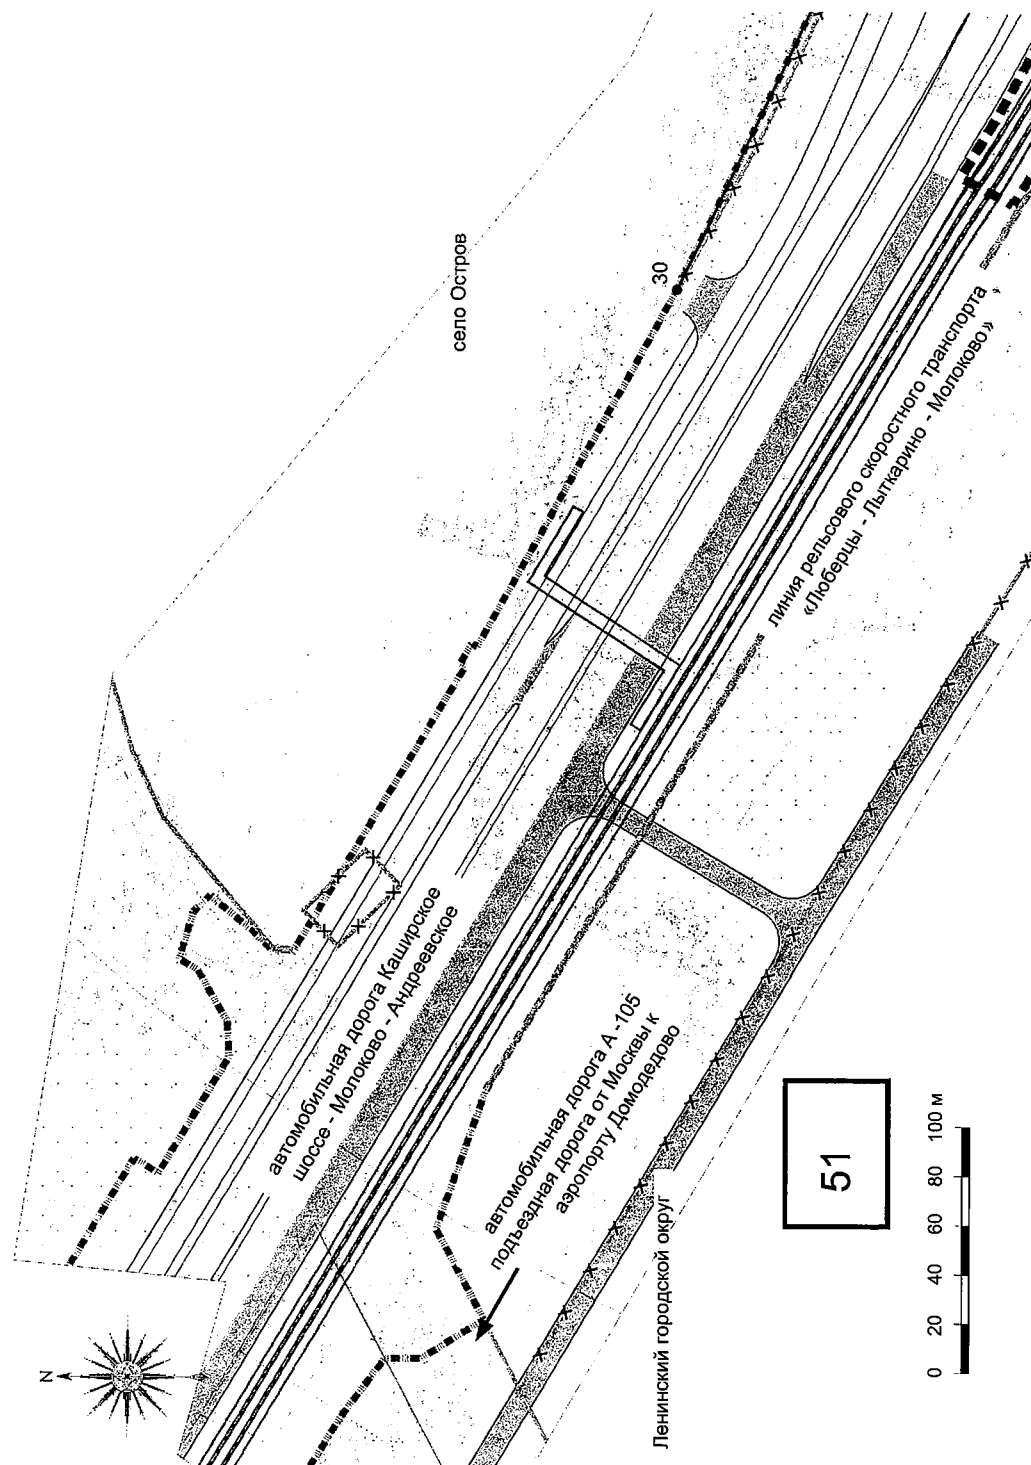 село Остров
30
линия рельсового скоростного транспорта
«Люберцы - Лыткарино - Молоково»
автомобильная дорога Каширское
шоссе - Молоково - Андреевское
автомобильная дорога А -105
подъездная дорога от Москвы к
аэропорту Домодедово
Ленинский городской округ
51
0 20 40 60 80 100 м
N